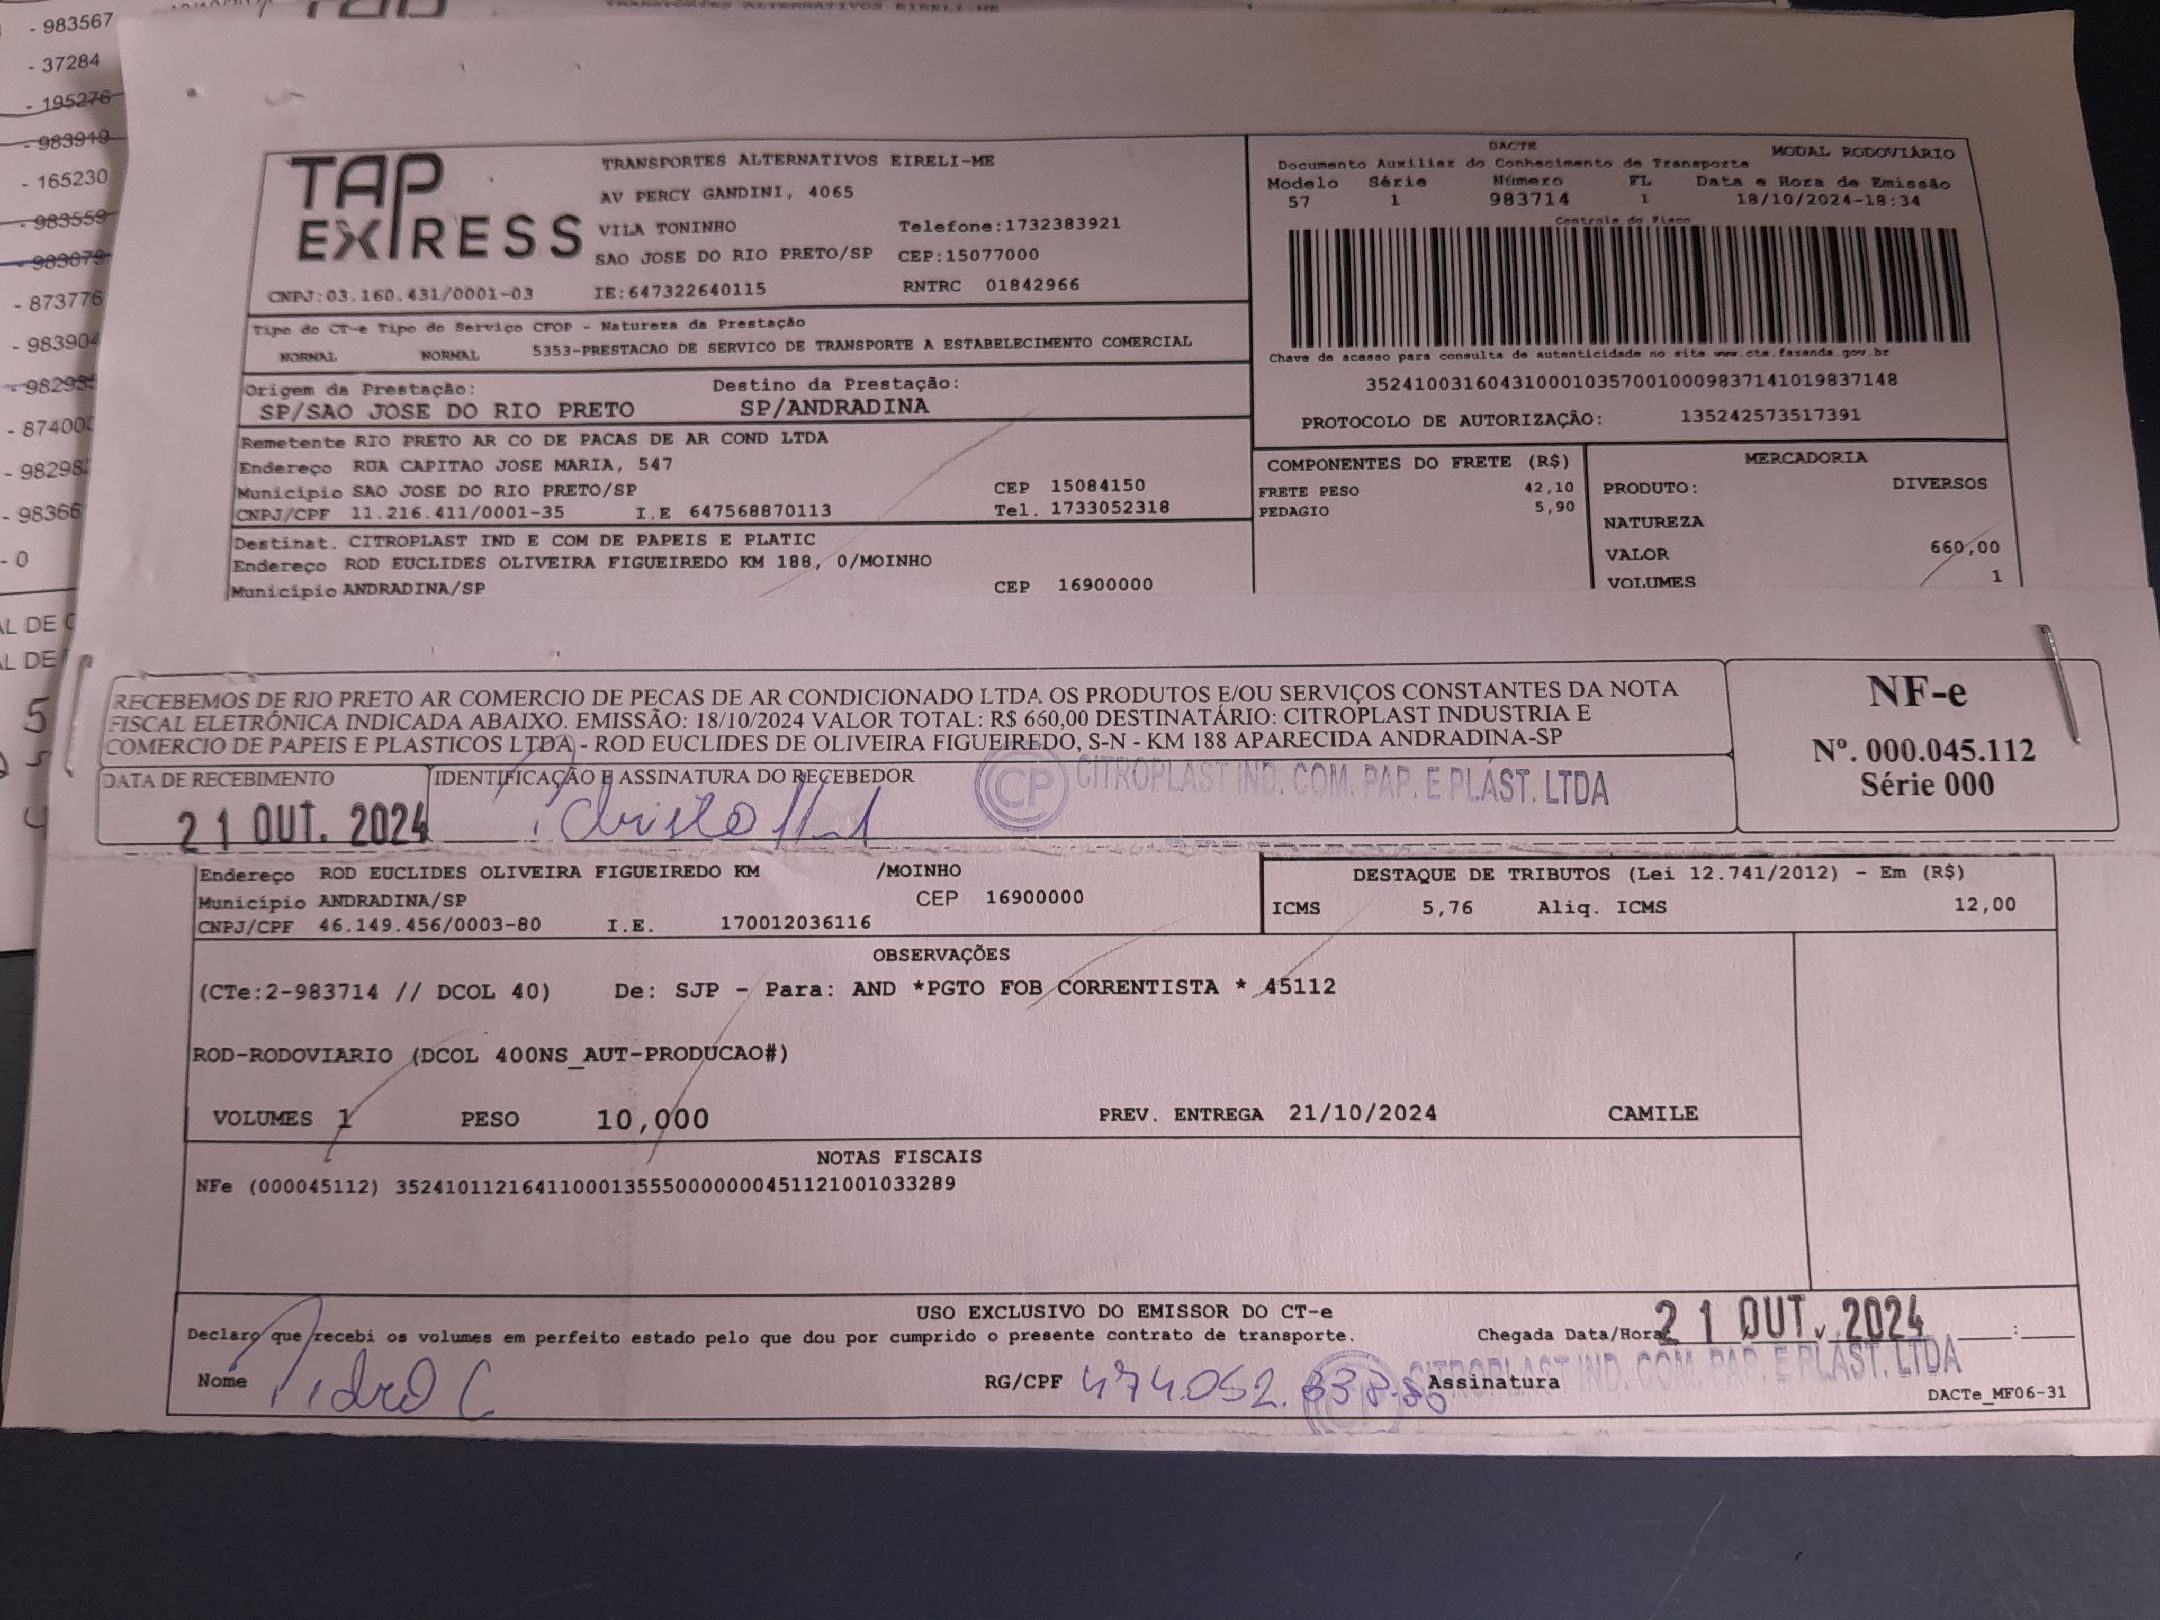 - 983567
- 37284
- 195276
- 983919
- 165230
- 983559
- 983079
- 873776
- 983904
- 98298
- 98366
- 0
TAP EXPRESS
TRANSPORTES ALTERNATIVOS EIRELI-ME
AV PERCY GANDINI, 4065
VILA TONINHO Telefone:1732383921
SAO JOSE DO RIO PRETO/SP CEP:15077000
CNPJ:03.160.431/0001-03 IE:647322640115 RNTRC 01842966
DACTE
Documento Auxiliar do Conhecimento de Transporte MODAL RODOVIÁRIO
Modelo Série Número FL Data e Hora de Emissão
57 1 983714 1 18/10/2024-18:34
Controle do Fisco
Chave de acesso para consulta de autenticidade no site www.cte.fazenda.gov.br
35241003160431000103570010009837141019837148
PROTOCOLO DE AUTORIZAÇÃO: 135242573517391
Tipo do CT-e Tipo do Serviço CFOP - Natureza da Prestação
NORMAL NORMAL 5353-PRESTACAO DE SERVICO DE TRANSPORTE A ESTABELECIMENTO COMERCIAL
Origem da Prestação: Destino da Prestação:
SP/SAO JOSE DO RIO PRETO SP/ANDRADINA
Remetente RIO PRETO AR CO DE PACAS DE AR COND LTDA
Endereço RUA CAPITAO JOSE MARIA, 547
Município SAO JOSE DO RIO PRETO/SP CEP 15084150
CNPJ/CPF 11.216.411/0001-35 I.E 647568870113 Tel. 1733052318
Destinat. CITROPLAST IND E COM DE PAPEIS E PLATIC
Endereço ROD EUCLIDES OLIVEIRA FIGUEIREDO KM 188, 0/MOINHO
Município ANDRADINA/SP CEP 16900000
COMPONENTES DO FRETE (R$)
FRETE PESO 42,10
PEDAGIO 5,90
MERCADORIA
PRODUTO: DIVERSOS
NATUREZA
VALOR 660,00
VOLUMES 1
RECEBEMOS DE RIO PRETO AR COMERCIO DE PECAS DE AR CONDICIONADO LTDA OS PRODUTOS E/OU SERVIÇOS CONSTANTES DA NOTA
FISCAL ELETRÔNICA INDICADA ABAIXO. EMISSÃO: 18/10/2024 VALOR TOTAL: R$ 660,00 DESTINATÁRIO: CITROPLAST INDUSTRIA E
COMERCIO DE PAPEIS E PLASTICOS LTDA - ROD EUCLIDES DE OLIVEIRA FIGUEIREDO, S-N - KM 188 APARECIDA ANDRADINA-SP
DATA DE RECEBIMENTO IDENTIFICAÇÃO E ASSINATURA DO RECEBEDOR
21 OUT. 2024
CP CITROPLAST IND. COM. PAP. E PLÁST. LTDA
NF-e
Nº. 000.045.112
Série 000
Endereço ROD EUCLIDES OLIVEIRA FIGUEIREDO KM /MOINHO
Município ANDRADINA/SP CEP 16900000
CNPJ/CPF 46.149.456/0003-80 I.E. 170012036116
DESTAQUE DE TRIBUTOS (Lei 12.741/2012) - Em (R$)
ICMS 5,76 Aliq. ICMS 12,00
OBSERVAÇÕES
(CTe:2-983714 // DCOL 40) De: SJP - Para: AND *PGTO FOB CORRENTISTA * 45112
ROD-RODOVIARIO (DCOL 400NS_AUT-PRODUCAO#)
VOLUMES 1 PESO 10,000 PREV. ENTREGA 21/10/2024 CAMILE
NOTAS FISCAIS
NFe (000045112) 35241011216411000135550000000451121001033289
USO EXCLUSIVO DO EMISSOR DO CT-e
Declaro que recebi os volumes em perfeito estado pelo que dou por cumprido o presente contrato de transporte. Chegada Data/Hora 21 OUT. 2024 :
Nome RG/CPF 474.052. Assinatura
CITROPLAST IND. COM. PAP. E PLÁST. LTDA
DACTe_MF06-31